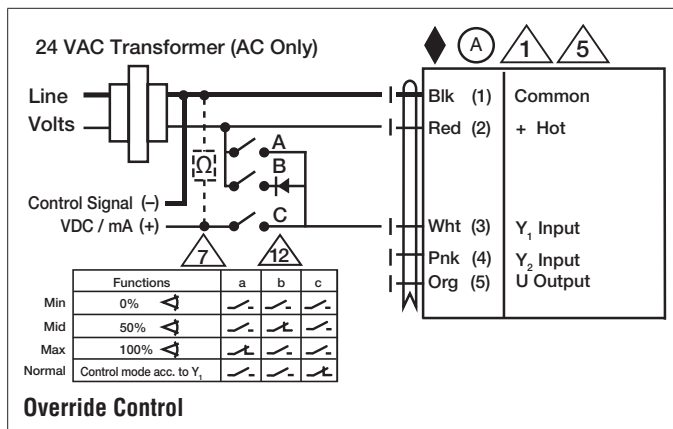 24 VAC Transformer (AC Only)
A 1 5
Line
Volts
Blk (1) Common
Red (2) + Hot
A
B
Ω
Control Signal (–)
VDC / mA (+)
C
Wht (3) Y1 Input
Pnk (4) Y2 Input
Org (5) U Output
7 12
Functions a b c
Min 0%
Mid 50%
Max 100%
Normal Control mode acc. to Y1
Override Control